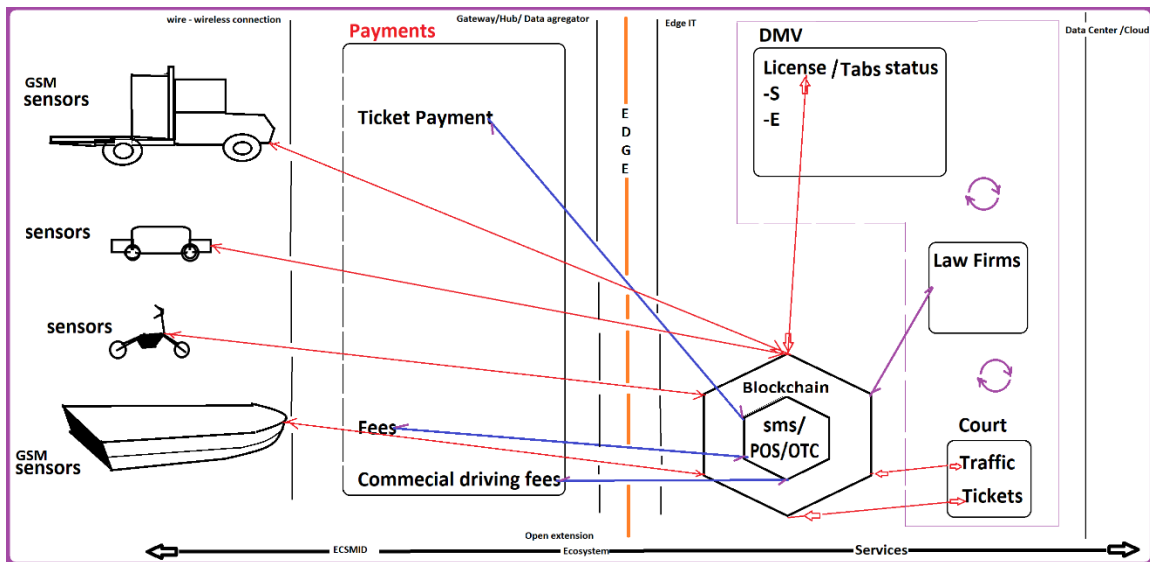 wire - wireless connection
Gateway/Hub/ Data agregator
Edge IT
Data Center /Cloud
Payments
DMV
License /Tabs status
-S
-E
GSM
sensors
Ticket Payment
E
D
G
E
sensors
Law Firms
sensors
Blockchain
sms/
POS/OTC
Fees
Court
Traffic
Tickets
GSM
sensors
Commecial driving fees
Open extension
ECSMID
Ecosystem
Services